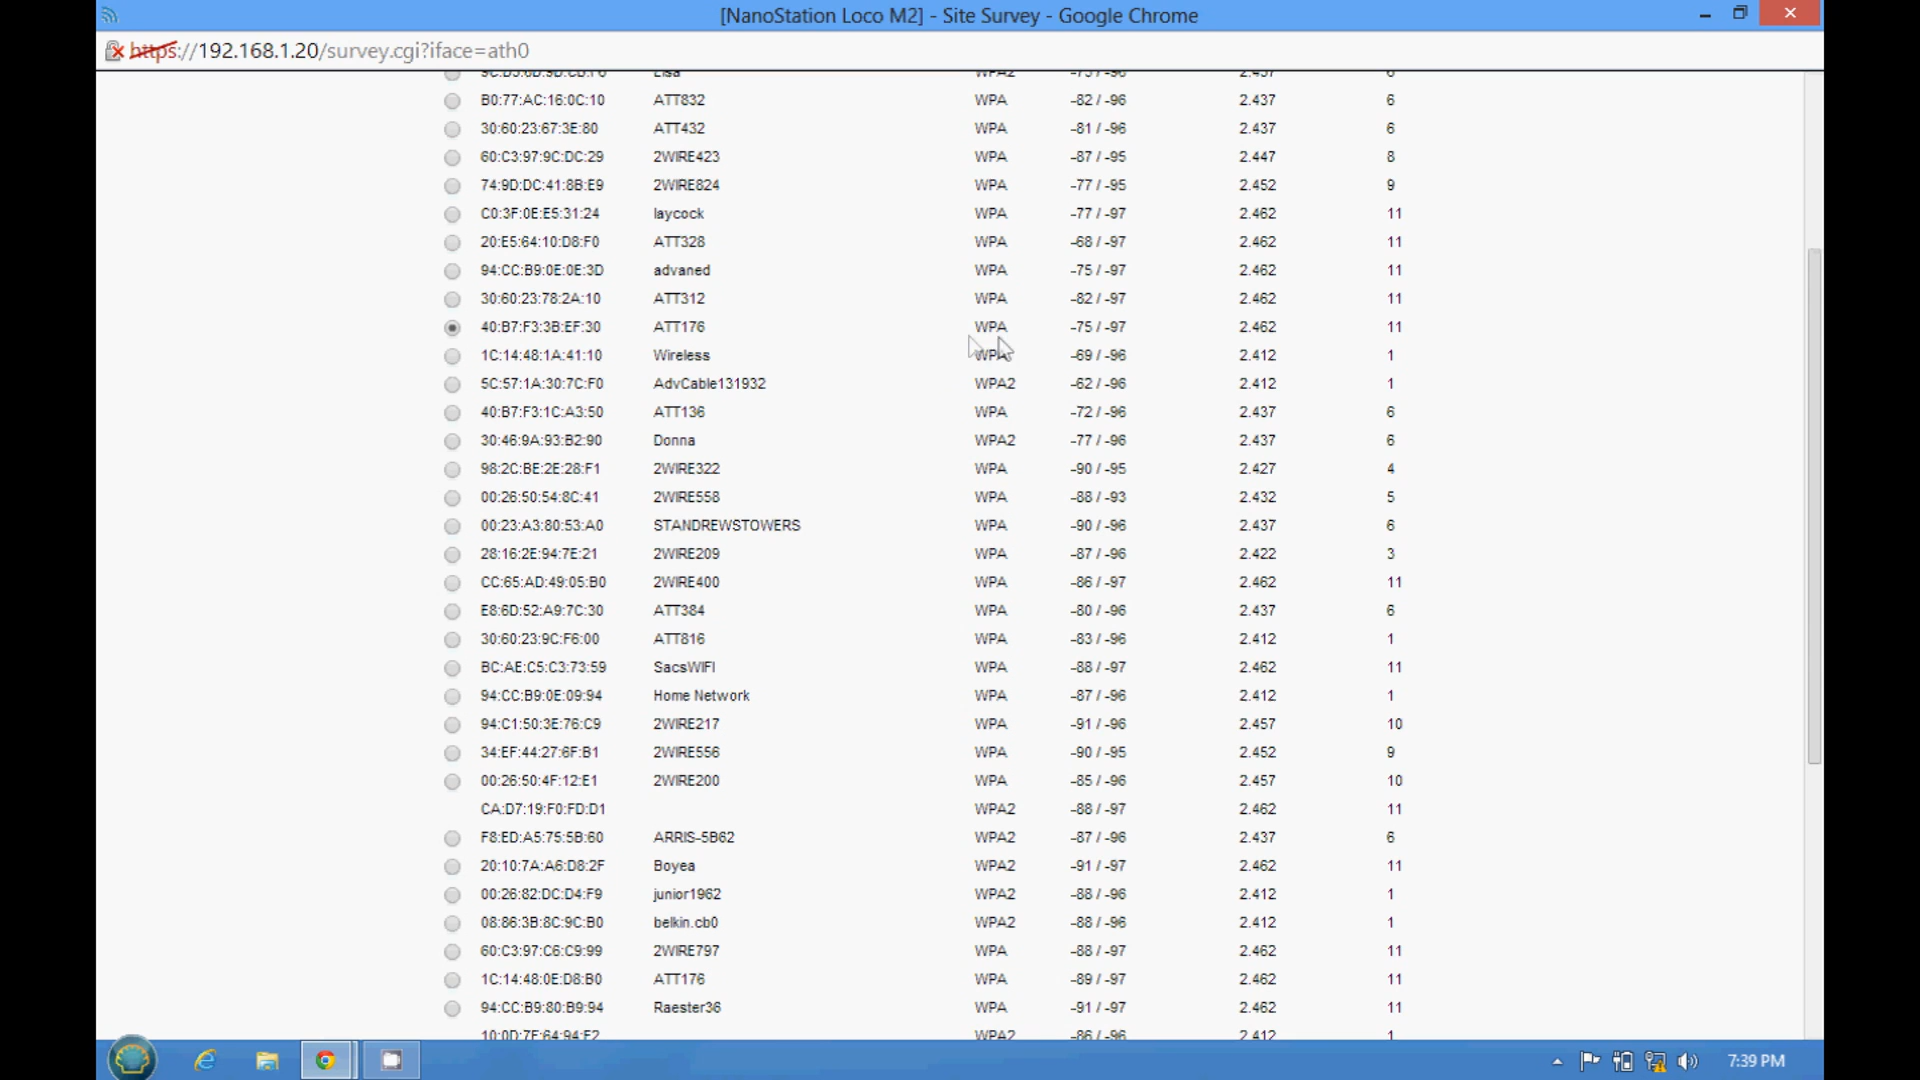 [NanoStation Loco M2] - Site Survey - Google Chrome
https://192.168.1.20/survey.cgi?iface=ath0
Lisa WPA2 -75 / -96 2.437 6
B0:77:AC:16:0C:10 ATT832 WPA -82 / -96 2.437 6
30:60:23:67:3E:80 ATT432 WPA -81 / -96 2.437 6
60:C3:97:9C:DC:29 2WIRE423 WPA -87 / -95 2.447 8
74:9D:DC:41:8B:E9 2WIRE824 WPA -77 / -95 2.452 9
C0:3F:0E:E5:31:24 laycock WPA -77 / -97 2.462 11
20:E5:64:10:D8:F0 ATT328 WPA -68 / -97 2.462 11
94:CC:B9:0E:0E:3D advaned WPA -75 / -97 2.462 11
30:60:23:78:2A:10 ATT312 WPA -82 / -97 2.462 11
40:B7:F3:3B:EF:30 ATT176 WPA -75 / -97 2.462 11
1C:14:48:1A:41:10 Wireless WPA -69 / -96 2.412 1
5C:57:1A:30:7C:F0 AdvCable131932 WPA2 -62 / -96 2.412 1
40:B7:F3:1C:A3:50 ATT136 WPA -72 / -96 2.437 6
30:46:9A:93:B2:90 Donna WPA2 -77 / -96 2.437 6
98:2C:BE:2E:28:F1 2WIRE322 WPA -90 / -95 2.427 4
00:26:50:54:8C:41 2WIRE558 WPA -88 / -93 2.432 5
00:23:A3:80:53:A0 STANDREWSTOWERS WPA -90 / -96 2.437 6
28:16:2E:94:7E:21 2WIRE209 WPA -87 / -96 2.422 3
CC:65:AD:49:05:B0 2WIRE400 WPA -86 / -97 2.462 11
E8:6D:52:A9:7C:30 ATT384 WPA -80 / -96 2.437 6
30:60:23:9C:F6:00 ATT816 WPA -83 / -96 2.412 1
BC:AE:C5:C3:73:59 SacsWIFI WPA -88 / -97 2.462 11
94:CC:B9:0E:09:94 Home Network WPA -87 / -96 2.412 1
94:C1:50:3E:76:C9 2WIRE217 WPA -91 / -96 2.457 10
34:EF:44:27:6F:B1 2WIRE556 WPA -90 / -95 2.452 9
00:26:50:4F:12:E1 2WIRE200 WPA -85 / -96 2.457 10
CA:D7:19:F0:FD:D1 WPA2 -88 / -97 2.462 11
F8:ED:A5:75:5B:60 ARRIS-5B62 WPA2 -87 / -96 2.437 6
20:10:7A:A6:D8:2F Boyea WPA2 -91 / -97 2.462 11
00:26:82:DC:D4:F9 junior1962 WPA2 -88 / -96 2.412 1
08:86:3B:8C:9C:B0 belkin.cb0 WPA2 -88 / -96 2.412 1
60:C3:97:C6:C9:99 2WIRE797 WPA -88 / -97 2.462 11
1C:14:48:0E:D8:B0 ATT176 WPA -89 / -97 2.462 11
94:CC:B9:80:B9:94 Raester36 WPA -91 / -97 2.462 11
10:0D:7F:64:94:F2 WPA2 -86 / -96 2.412 1
7:39 PM